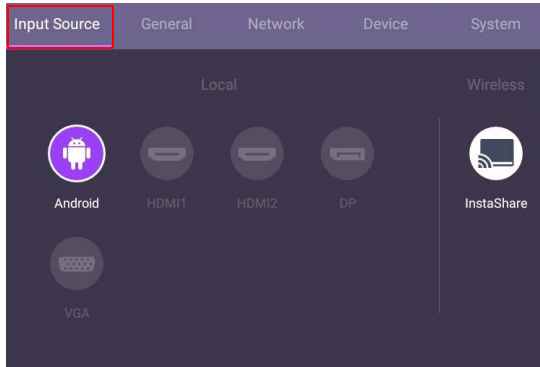 Input Source General Network Device System
Local Wireless
Android HDMI1 HDMI2 DP InstaShare
VGA